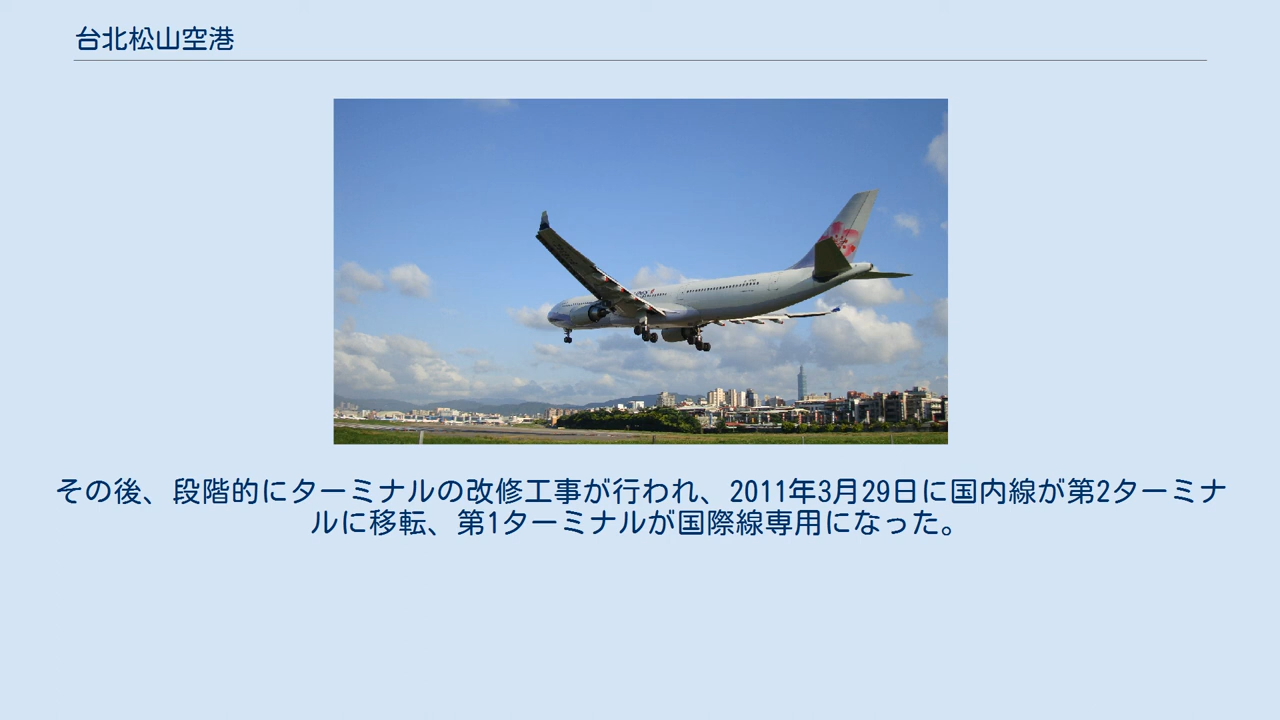 台北松山空港
その後、段階的にターミナルの改修工事が行われ、2011年3月29日に国内線が第2ターミナ
ルに移転、第1ターミナルが国際線専用になった。